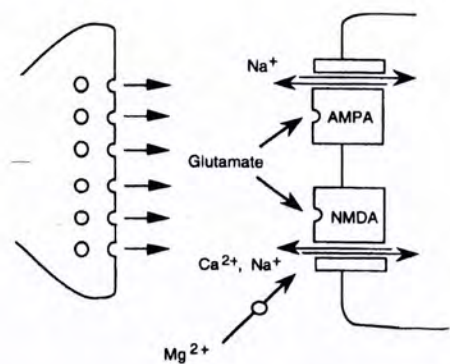 Na⁺
AMPA
Glutamate
NMDA
Ca²⁺, Na⁺
Mg²⁺